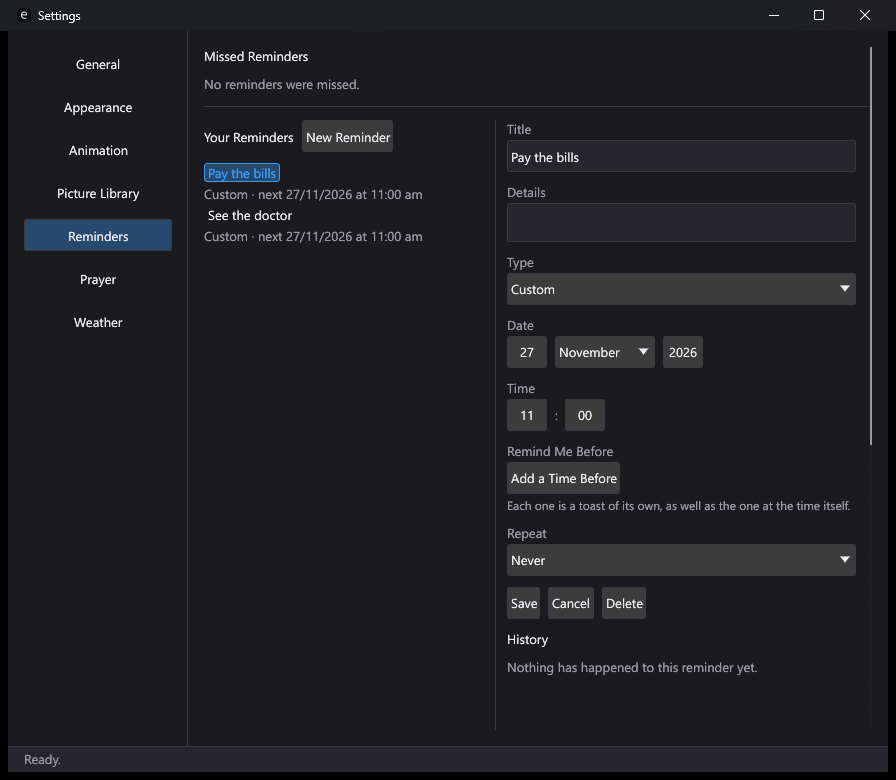 e Settings
General
Appearance
Animation
Picture Library
Reminders
Prayer
Weather
Missed Reminders
No reminders were missed.
Your Reminders New Reminder
Pay the bills
Custom · next 27/11/2026 at 11:00 am
See the doctor
Custom · next 27/11/2026 at 11:00 am
Title
Pay the bills
Details
Type
Custom
Date
27 November 2026
Time
11 : 00
Remind Me Before
Add a Time Before
Each one is a toast of its own, as well as the one at the time itself.
Repeat
Never
Save Cancel Delete
History
Nothing has happened to this reminder yet.
Ready.